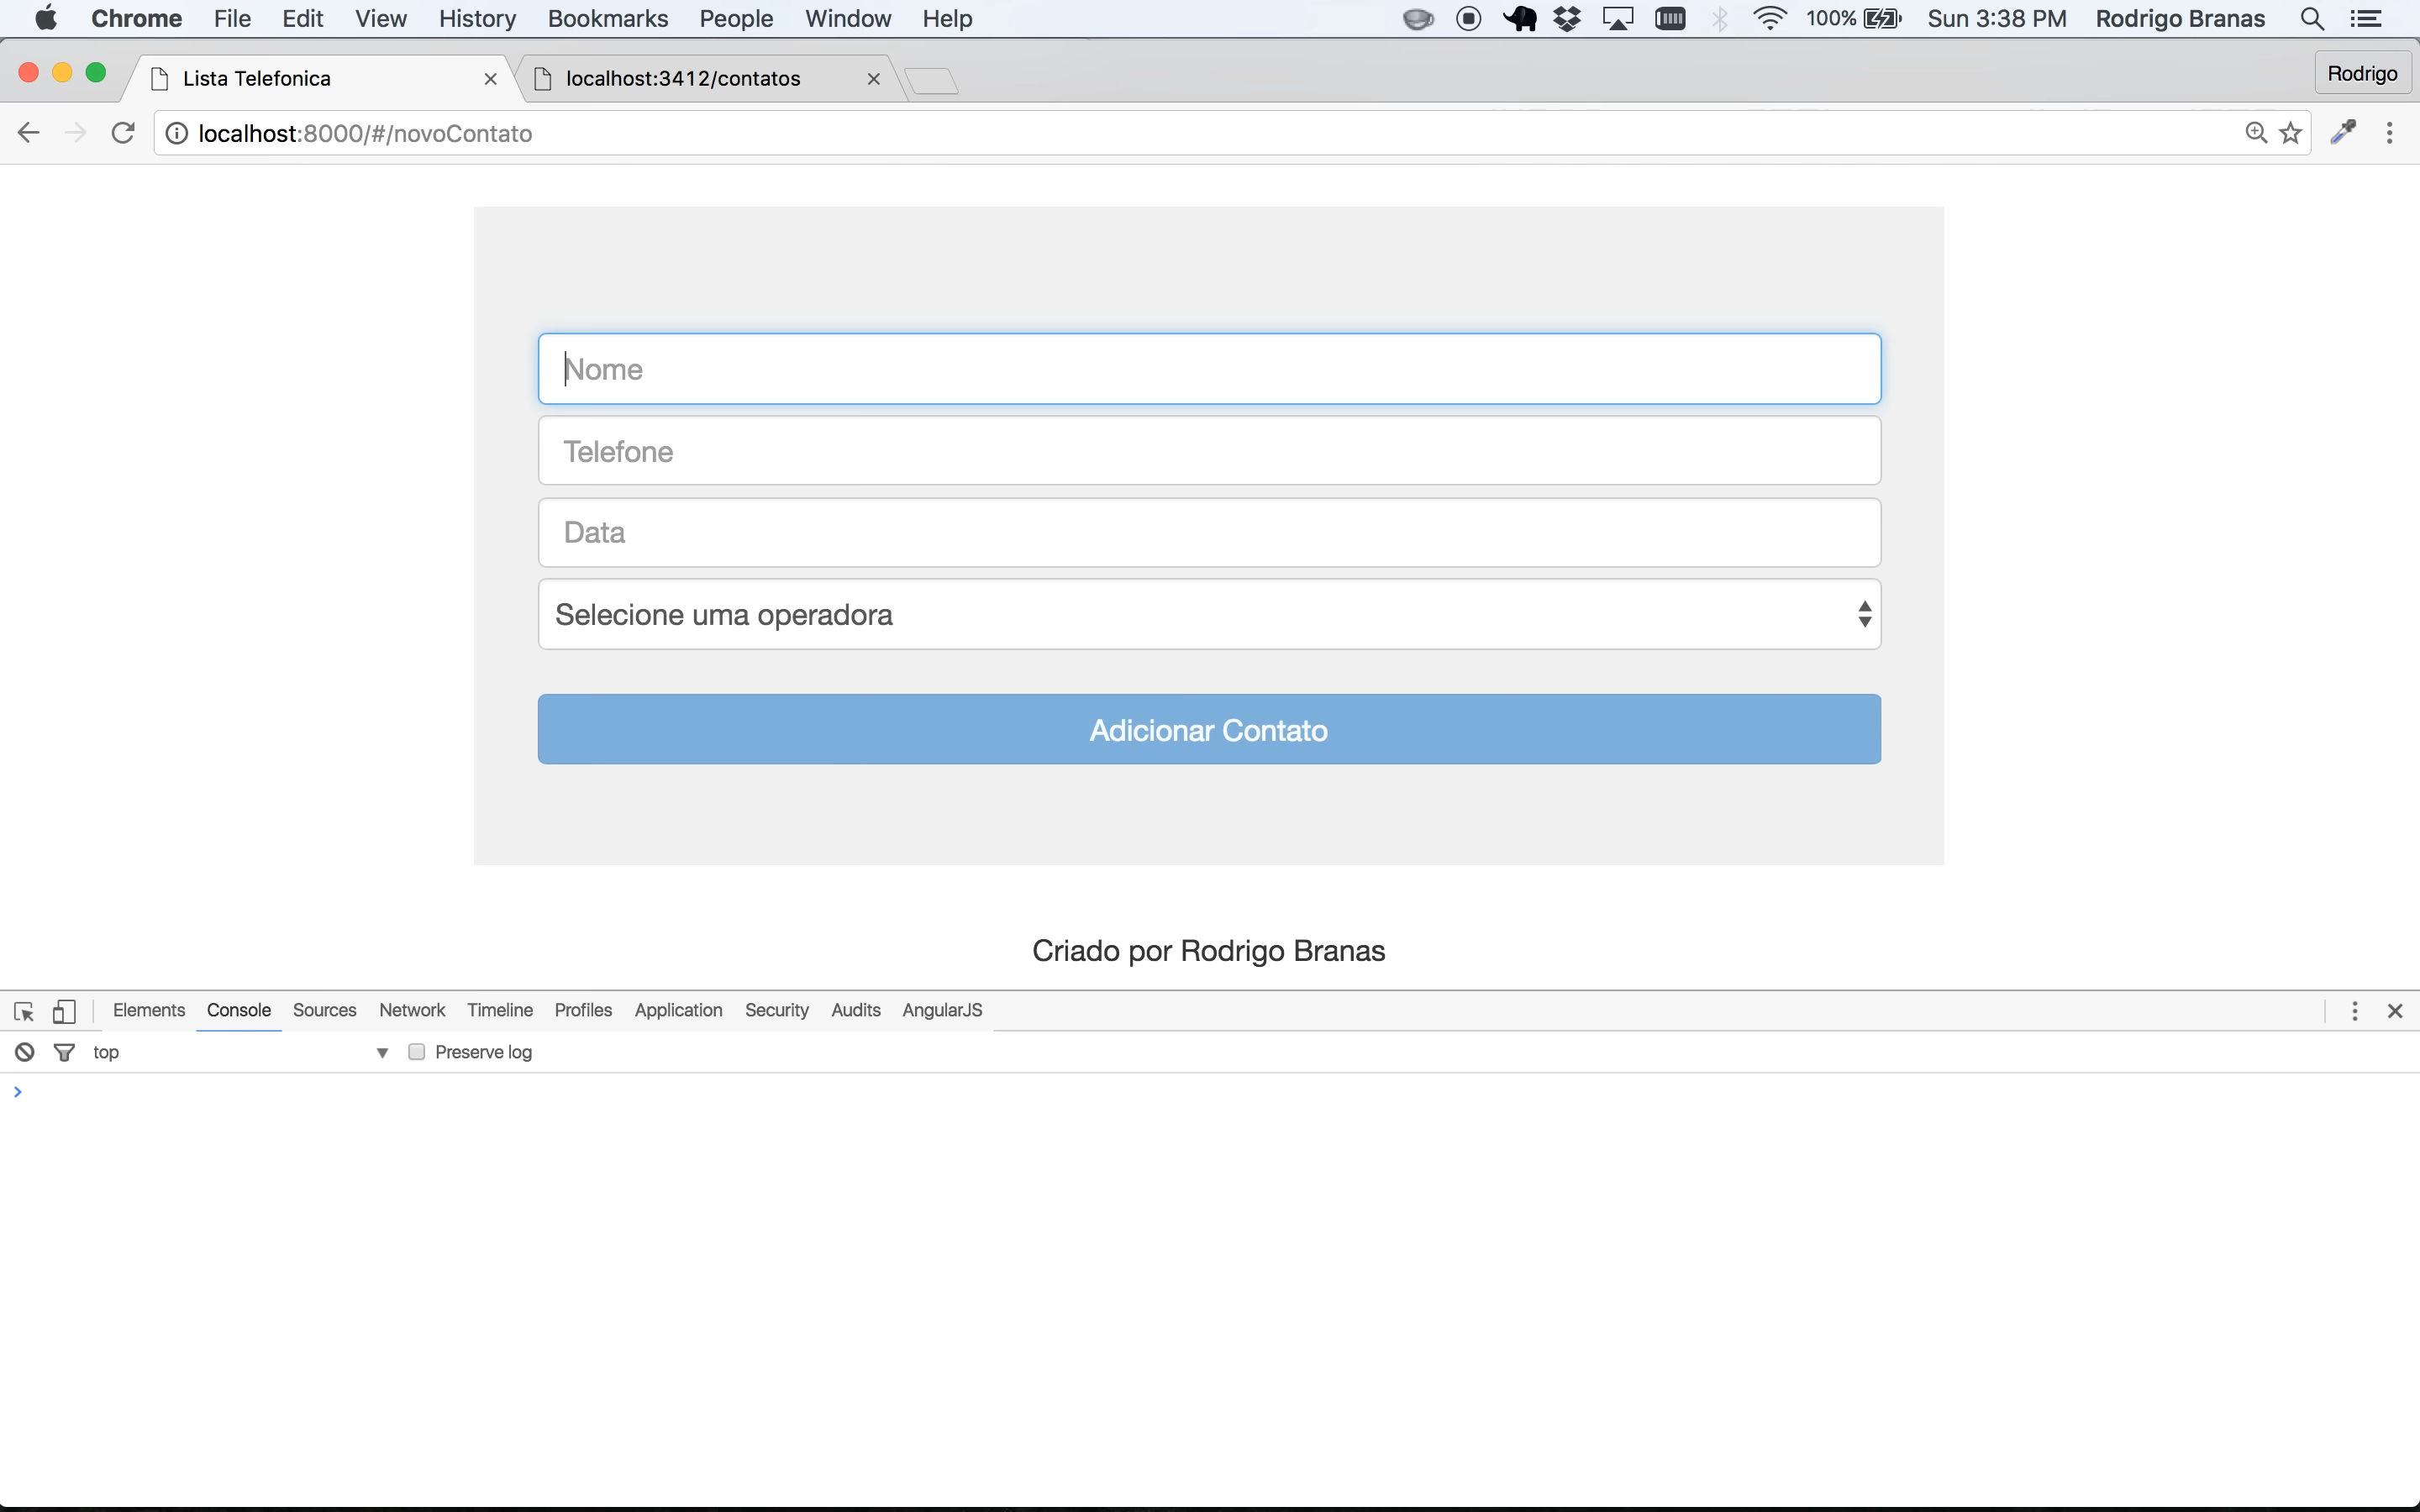 Chrome File Edit View History Bookmarks People Window Help 100% Sun 3:38 PM Rodrigo Branas
Lista Telefonica localhost:3412/contatos Rodrigo
localhost:8000/#/novoContato
Nome
Telefone
Data
Selecione uma operadora
Adicionar Contato
Criado por Rodrigo Branas
Elements Console Sources Network Timeline Profiles Application Security Audits AngularJS
top Preserve log